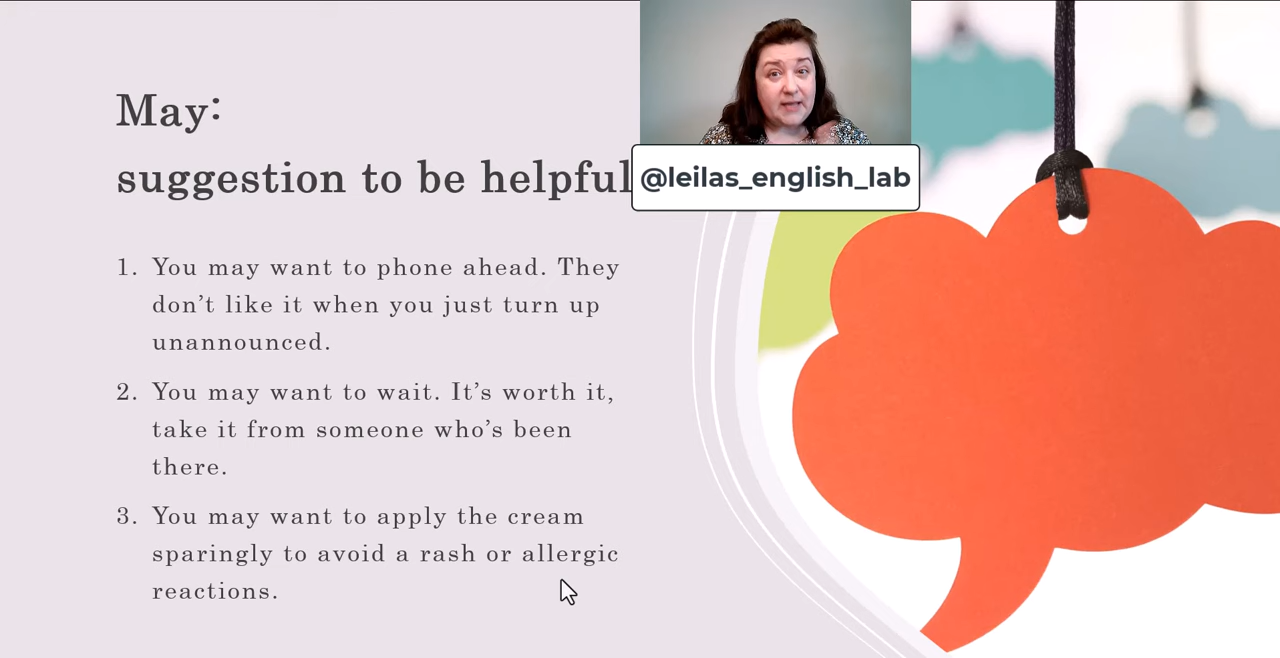 May:
suggestion to be helpful
@leilas_english_lab
1. You may want to phone ahead. They
don’t like it when you just turn up
unannounced.
2. You may want to wait. It’s worth it,
take it from someone who’s been
there.
3. You may want to apply the cream
sparingly to avoid a rash or allergic
reactions.